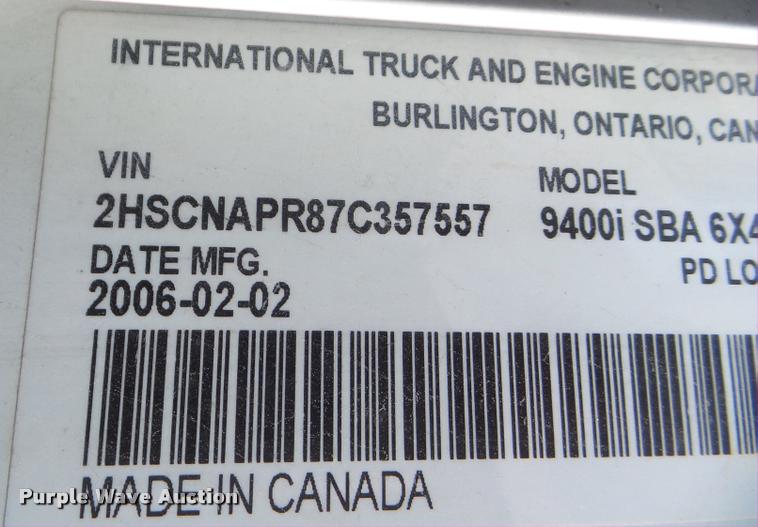 INTERNATIONAL TRUCK AND ENGINE CORPORA
BURLINGTON, ONTARIO, CAN
VIN
MODEL
2HSCNAPR87C357557
9400i SBA 6X4
DATE MFG.
PD LO
2006-02-02
MADE IN CANADA
Purple Wave Auction